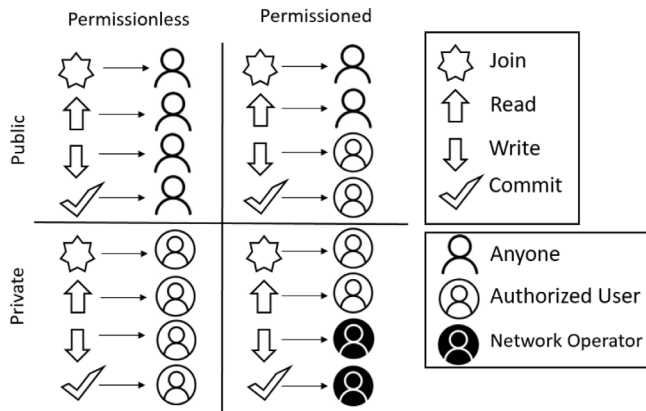 Permissionless
Permissioned
Public
Private
Join
Read
Write
Commit
Anyone
Authorized User
Network Operator